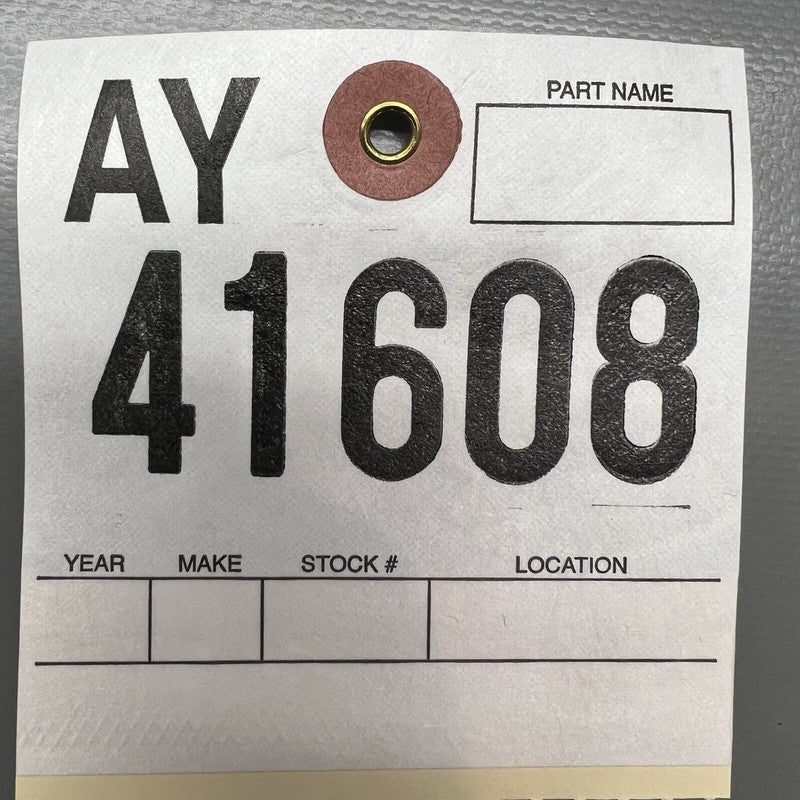 AY
PART NAME
41608
YEAR MAKE STOCK # LOCATION